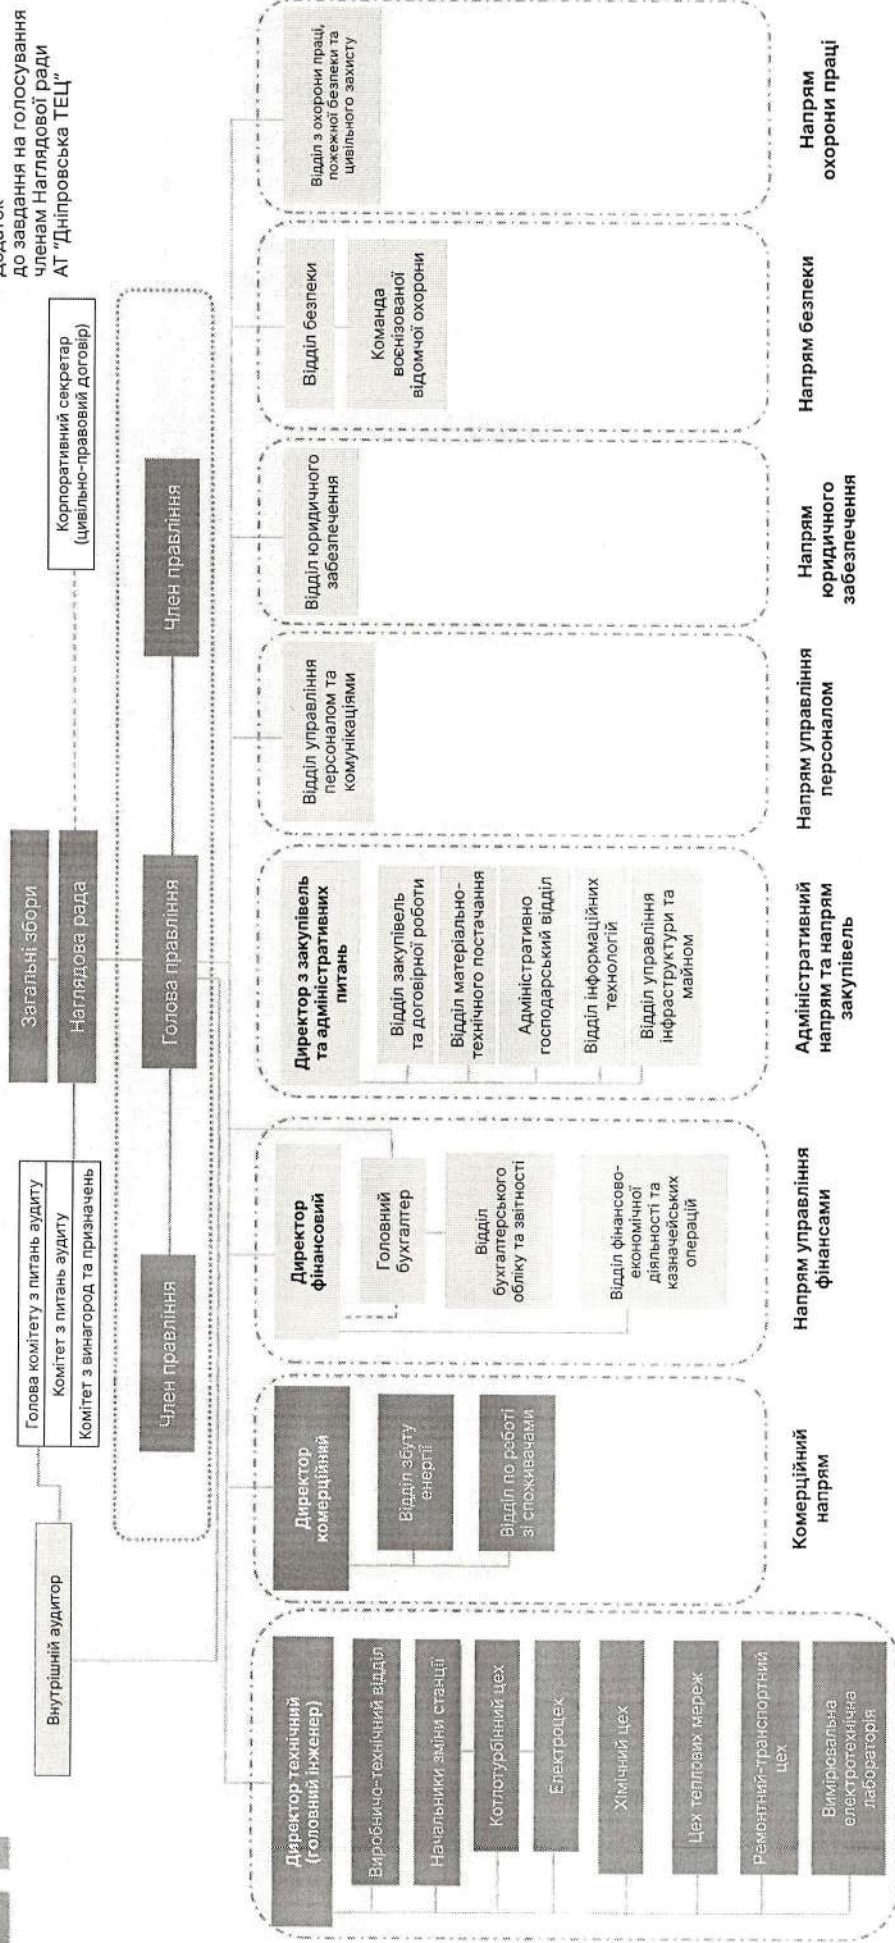 Додаток
до завдання на голосування
членам Наглядової ради
АТ "Дніпровська ТЕЦ"
Загальні збори
Наглядова рада
Корпоративний секретар
(цивільно-правовий договір)
Голова комітету з питань аудиту
Комітет з питань аудиту
Комітет з винагород та призначень
Внутрішній аудитор
Член правління
Голова правління
Член правління
Директор технічний
(головний інженер)
Виробничо-технічний відділ
Начальники зміни станції
Котлотурбінний цех
Електроцех
Хімічний цех
Цех теплових мереж
Ремонтний-транспортний
цех
Вимірювальна
електротехнічна
лабораторія
Директор
комерційний
Відділ збуту
енергії
Відділ по роботі
зі споживачами
Комерційний
напрям
Директор
фінансовий
Головний
бухгалтер
Відділ
бухгалтерського
обліку та звітності
Відділ фінансово-
економічної
діяльності та
казначейських
операцій
Напрям управління
фінансами
Директор з закупівель
та адміністративних
питань
Відділ закупівель
та договірної роботи
Відділ матеріально-
технічного постачання
Адміністративно
господарський відділ
Відділ інформаційних
технологій
Відділ управління
інфраструктури та
майном
Адміністративний
напрям та напрям
закупівель
Відділ управління
персоналом та
комунікаціями
Напрям управління
персоналом
Відділ юридичного
забезпечення
Напрям
юридичного
забезпечення
Відділ безпеки
Команда
воєнізованої
відомчої охорони
Напрям безпеки
Відділ з охорони праці,
пожежної безпеки та
цивільного захисту
Напрям
охорони праці